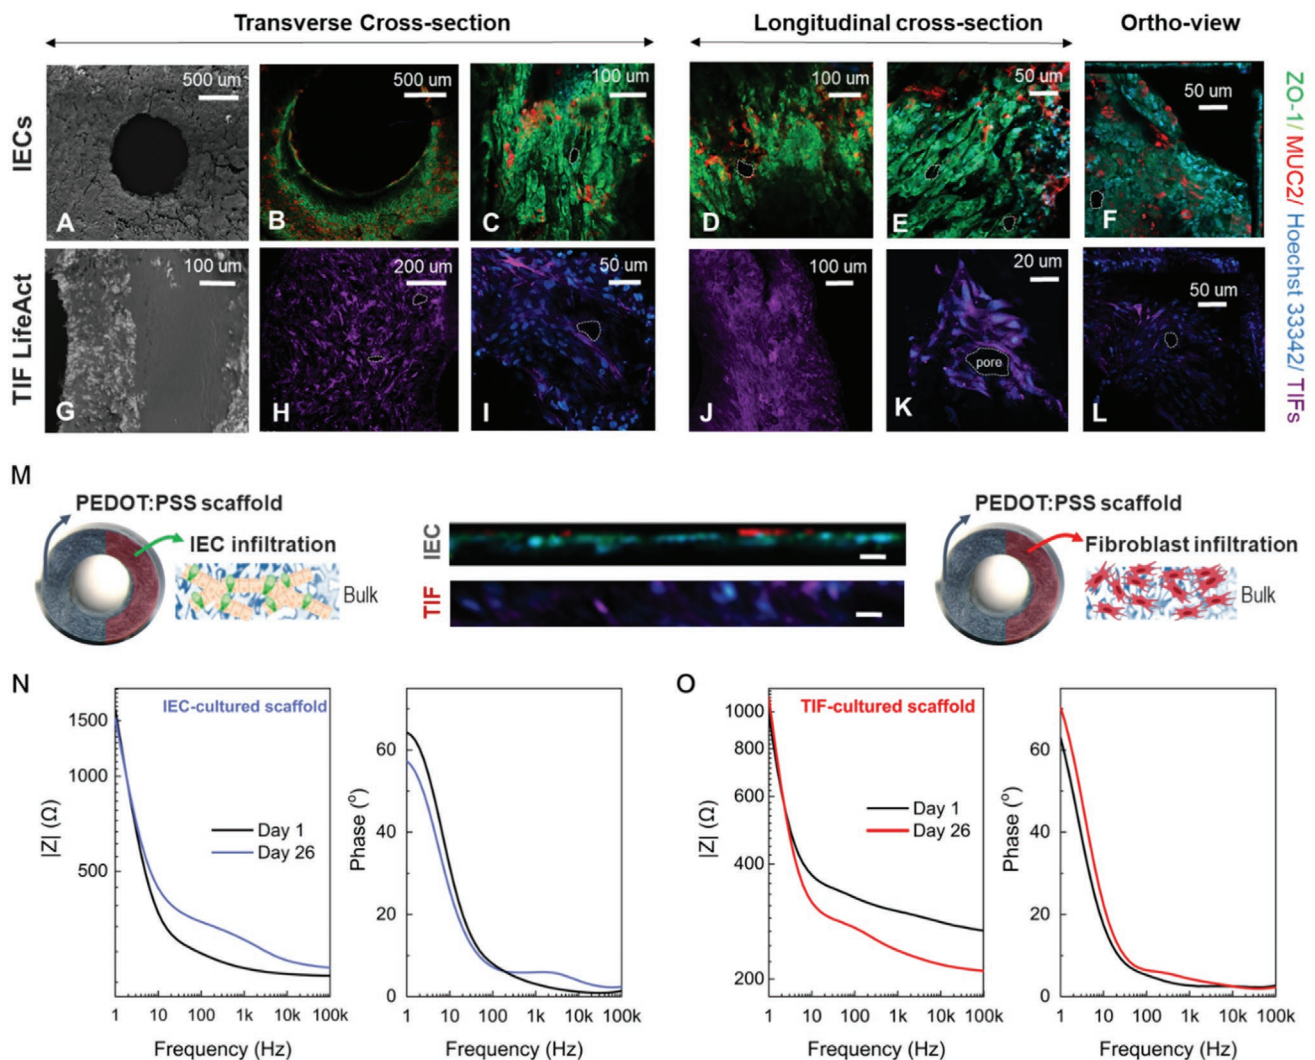 Transverse Cross-section
Longitudinal cross-section
Ortho-view
IECs
500 um
A
500 um
B
100 um
C
100 um
D
50 um
E
50 um
F
TIF LifeAct
100 um
G
200 um
H
50 um
I
100 um
J
20 um
pore
K
50 um
L
ZO-1/ MUC2/ Hoechst 33342/ TIFs
M
PEDOT:PSS scaffold
IEC infiltration
Bulk
IEC
TIF
PEDOT:PSS scaffold
Fibroblast infiltration
Bulk
N
IEC-cultured scaffold
|Z| (Ω)
1500
1000
500
Day 1
Day 26
1 10 100 1k 10k 100k
Frequency (Hz)
Phase (°)
60
40
20
0
1 10 100 1k 10k 100k
Frequency (Hz)
O
TIF-cultured scaffold
|Z| (Ω)
1000
800
600
400
200
Day 1
Day 26
1 10 100 1k 10k 100k
Frequency (Hz)
Phase (°)
60
40
20
0
1 10 100 1k 10k 100k
Frequency (Hz)